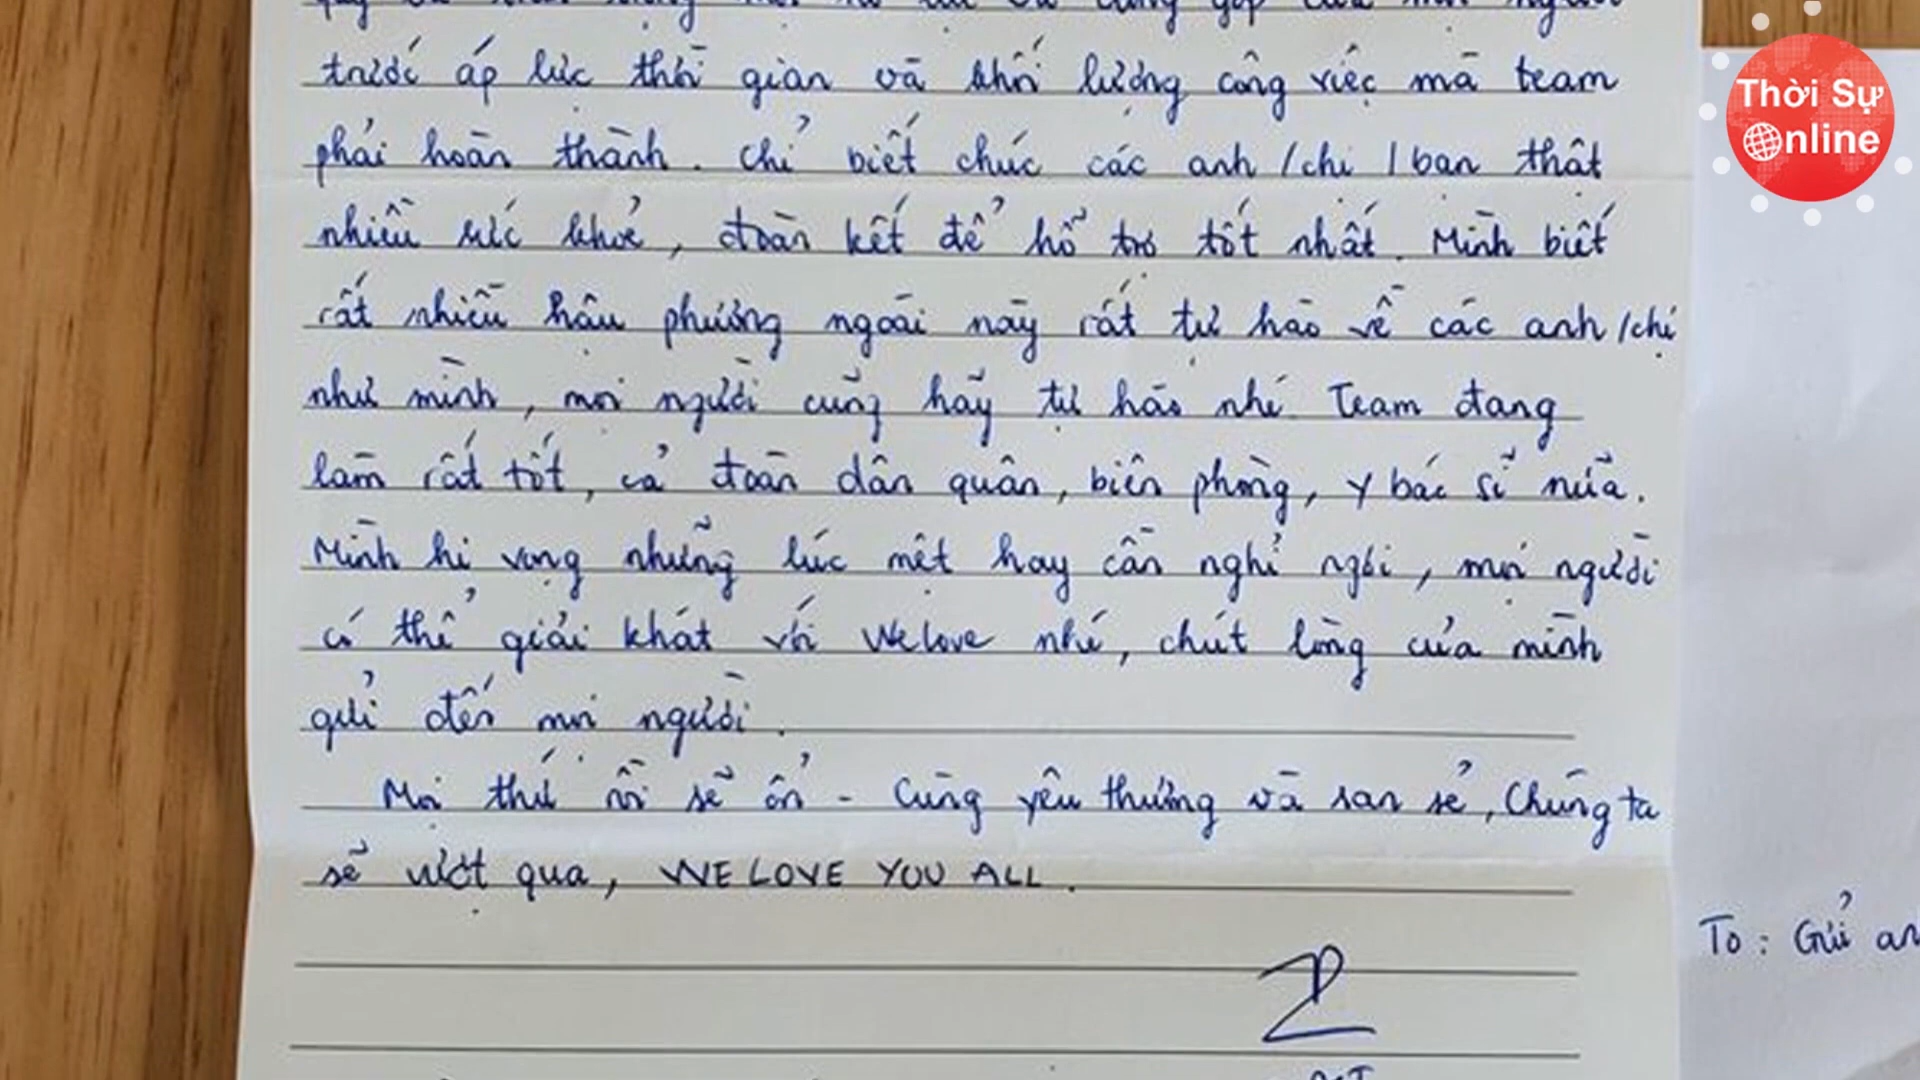 trước áp lực thời gian và khối lượng công việc mà team
phải hoàn thành. Chỉ biết chúc các anh / chị / bạn thật
nhiều sức khỏe, đoàn kết để hỗ trợ tốt nhất. Mình biết
rất nhiều hậu phương ngoài này rất tự hào về các anh / chị
như mình, mọi người cũng hãy tự hào nhé. Team đang
làm rất tốt, cả đoàn dân quân, biên phòng, y bác sĩ nữa.
Mình hi vọng những lúc mệt hay cần nghỉ ngơi, mọi người
có thể giải khát với Welove nhé, chút lòng của mình
gửi đến mọi người.
Mọi thứ rồi sẽ ổn - Cùng yêu thương và san sẻ, Chúng ta
sẽ vượt qua, WE LOVE YOU ALL.
Thời Sự
Online
To : Gửi